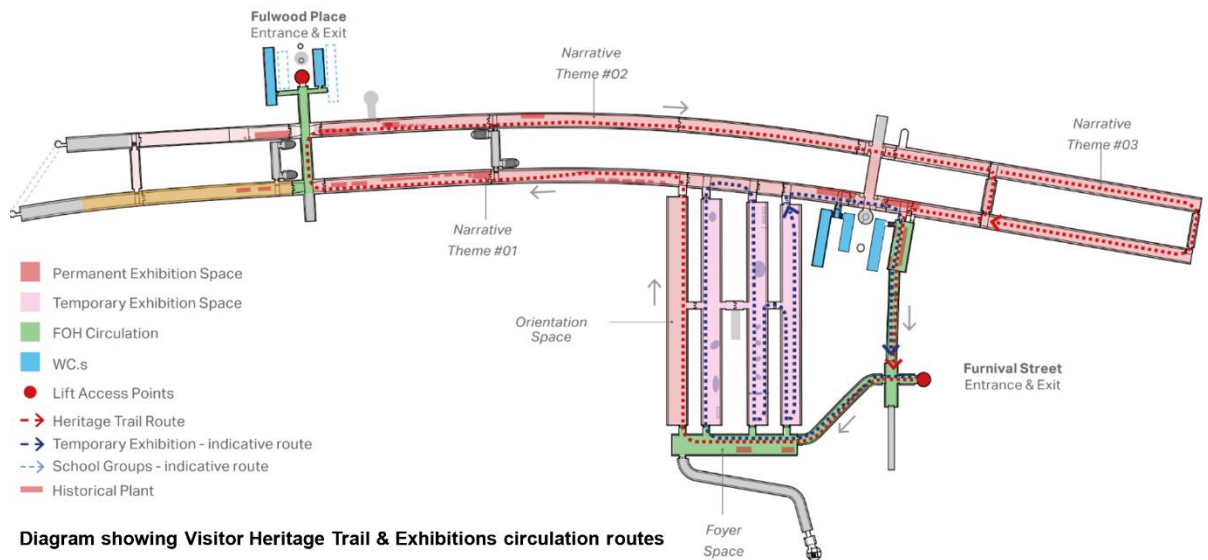 Fulwood Place
Entrance & Exit
Narrative
Theme #02
Narrative
Theme #03
Narrative
Theme #01
Permanent Exhibition Space
Temporary Exhibition Space
FOH Circulation
WC.s
Lift Access Points
Heritage Trail Route
Temporary Exhibition - indicative route
School Groups - indicative route
Historical Plant
Orientation
Space
Furnival Street
Entrance & Exit
Foyer
Space
Diagram showing Visitor Heritage Trail & Exhibitions circulation routes